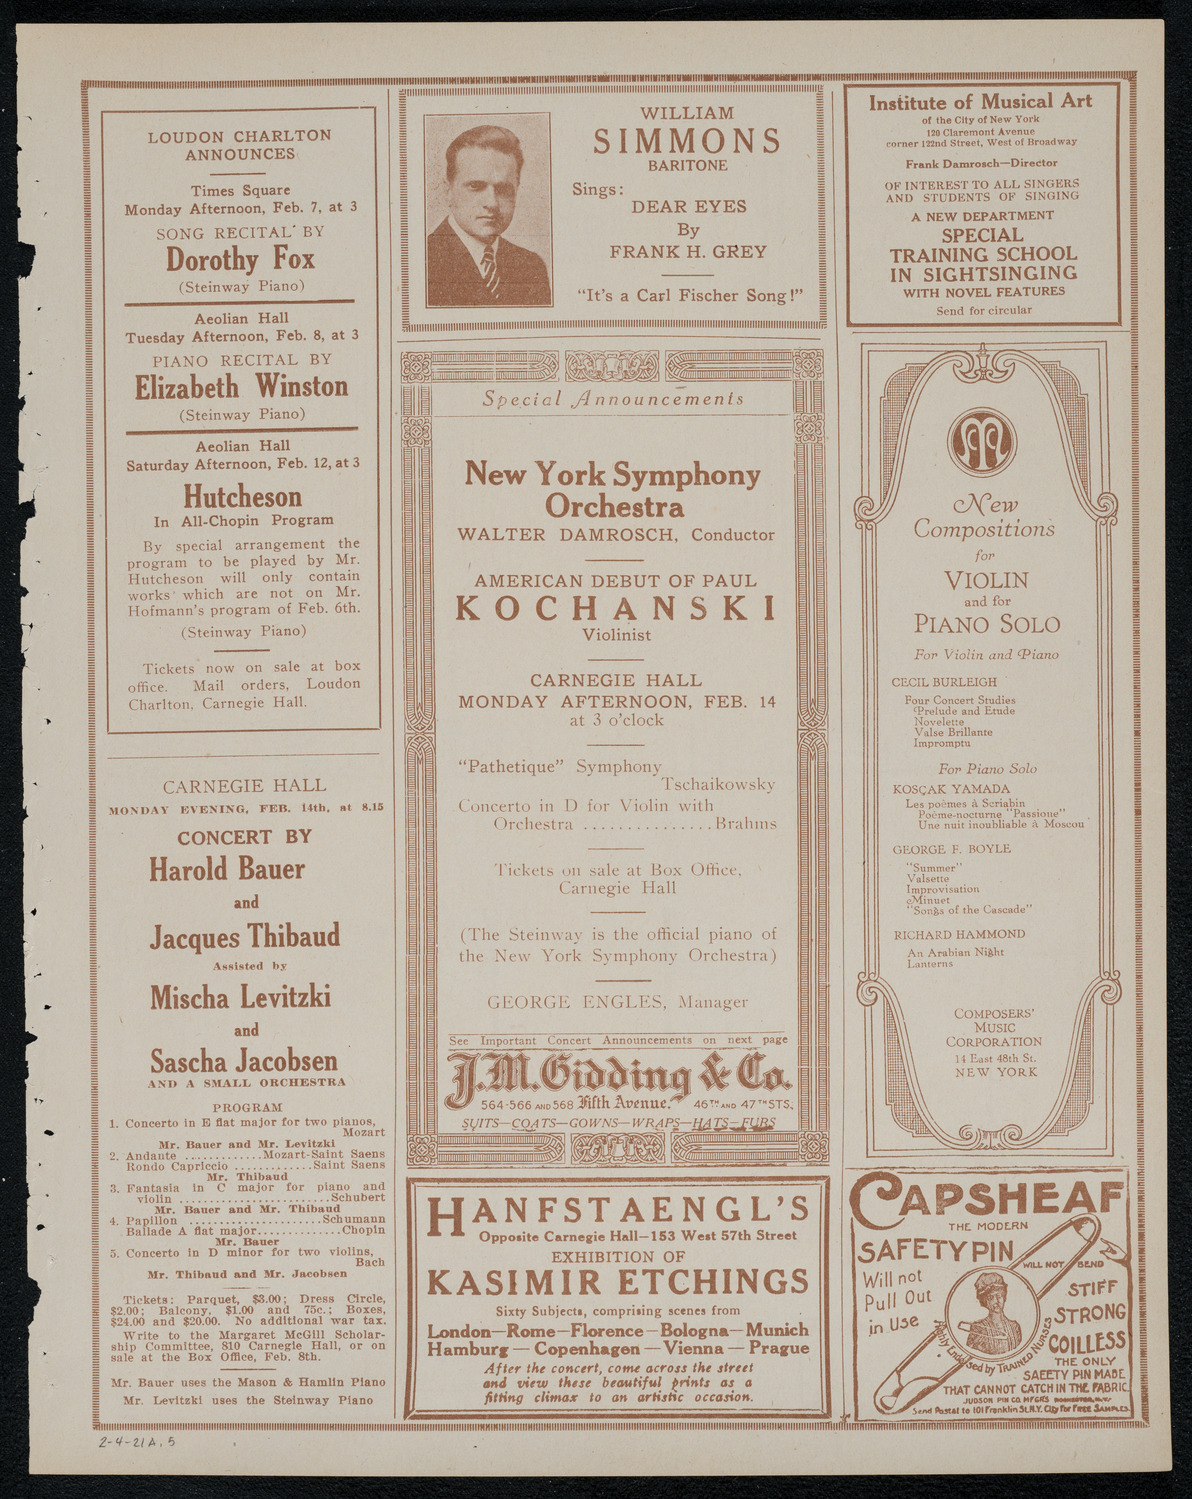 LOUDON CHARLTON
ANNOUNCES
Times Square
Monday Afternoon, Feb. 7, at 3
SONG RECITAL BY
Dorothy Fox
(Steinway Piano)
Aeolian Hall
Tuesday Afternoon, Feb. 8, at 3
PIANO RECITAL BY
Elizabeth Winston
(Steinway Piano)
Aeolian Hall
Saturday Afternoon, Feb. 12, at 3
Hutcheson
In All-Chopin Program
By special arrangement the
program to be played by Mr.
Hutcheson will only contain
works which are not on Mr.
Hofmann's program of Feb. 6th.
(Steinway Piano)
Tickets now on sale at box
office. Mail orders, Loudon
Charlton, Carnegie Hall.
CARNEGIE HALL
MONDAY EVENING, FEB. 14th, at 8.15
CONCERT BY
Harold Bauer
and
Jacques Thibaud
Assisted by
Mischa Levitzki
and
Sascha Jacobsen
AND A SMALL ORCHESTRA
PROGRAM
1. Concerto in E flat major for two pianos,
Mozart
Mr. Bauer and Mr. Levitzki
2. Andante .............Mozart-Saint Saens
Rondo Capriccio .............Saint Saens
Mr. Thibaud
3. Fantasia in C major for piano and
violin .........................Schubert
Mr. Bauer and Mr. Thibaud
4. Papillon ......................Schumann
Ballade A flat major..............Chopin
Mr. Bauer
5. Concerto in D minor for two violins,
Bach
Mr. Thibaud and Mr. Jacobsen
Tickets: Parquet, $3.00; Dress Circle,
$2.00; Balcony, $1.00 and 75c.; Boxes,
$24.00 and $20.00. No additional war tax.
Write to the Margaret McGill Scholar-
ship Committee, 810 Carnegie Hall, or on
sale at the Box Office, Feb. 8th.
Mr. Bauer uses the Mason & Hamlin Piano
Mr. Levitzki uses the Steinway Piano
WILLIAM
SIMMONS
BARITONE
Sings:
DEAR EYES
By
FRANK H. GREY
"It's a Carl Fischer Song!"
Special Announcements
New York Symphony
Orchestra
WALTER DAMROSCH, Conductor
AMERICAN DEBUT OF PAUL
KOCHANSKI
Violinist
CARNEGIE HALL
MONDAY AFTERNOON, FEB. 14
at 3 o'clock
"Pathetique" Symphony
Tschaikowsky
Concerto in D for Violin with
Orchestra ...............Brahms
Tickets on sale at Box Office,
Carnegie Hall
(The Steinway is the official piano of
the New York Symphony Orchestra)
GEORGE ENGLES, Manager
See Important Concert Announcements on next page
J.M. Gidding & Co.
564-566 AND 568 Fifth Avenue. 46TH AND 47TH STS.
SUITS—COATS—GOWNS—WRAPS—HATS—FURS
HANFSTAENGL'S
Opposite Carnegie Hall—153 West 57th Street
EXHIBITION OF
KASIMIR ETCHINGS
Sixty Subjects, comprising scenes from
London—Rome—Florence—Bologna—Munich
Hamburg—Copenhagen—Vienna—Prague
After the concert, come across the street
and view these beautiful prints as a
fitting climax to an artistic occasion.
Institute of Musical Art
of the City of New York
120 Claremont Avenue
corner 122nd Street, West of Broadway
Frank Damrosch—Director
OF INTEREST TO ALL SINGERS
AND STUDENTS OF SINGING
A NEW DEPARTMENT
SPECIAL
TRAINING SCHOOL
IN SIGHTSINGING
WITH NOVEL FEATURES
Send for circular
New
Compositions
for
VIOLIN
and for
PIANO SOLO
For Violin and Piano
CECIL BURLEIGH
Four Concert Studies
Prelude and Etude
Novelette
Valse Brillante
Impromptu
For Piano Solo
KOSÇAK YAMADA
Les poèmes à Scriabin
Poème-nocturne "Passione"
Une nuit inoubliable à Moscou
GEORGE F. BOYLE
"Summer"
Valsette
Improvisation
Minuet
"Songs of the Cascade"
RICHARD HAMMOND
An Arabian Night
Lanterns
COMPOSERS'
MUSIC
CORPORATION
14 East 48th St.
NEW YORK
CAPSHEAF
THE MODERN
SAFETY PIN
WILL NOT BEND
Will not
Pull Out
in Use
STIFF
STRONG
COILLESS
Endorsed by TRAINED NURSES
THE ONLY
SAFETY PIN MADE
THAT CANNOT CATCH IN THE FABRIC.
JUDSON PIN CO. MFGRS ROCHESTER, N.Y.
Send Postal to 101 Franklin St. N.Y. City For FREE SAMPLES.
2-4-21A.5